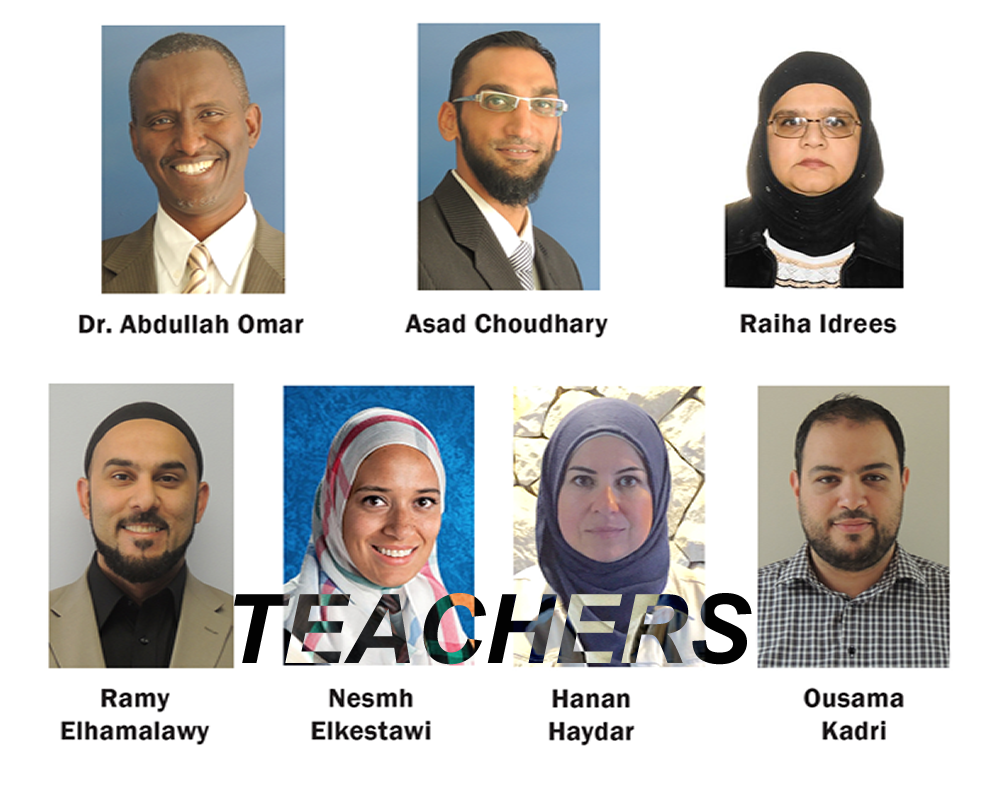 Dr. Abdullah Omar
Asad Choudhary
Raiha Idrees
TEACHERS
Ramy
Elhamalawy
Nesmh
Elkestawi
Hanan
Haydar
Ousama
Kadri